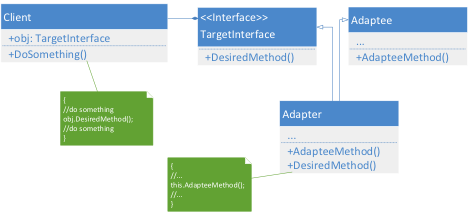 Client
+obj: TargetInterface
+DoSomething()
<<Interface>>
TargetInterface
+DesiredMethod()
Adaptee
...
+AdapteeMethod()
{
//do something
obj.DesiredMethod();
//do something
}
Adapter
...
+AdapteeMethod()
+DesiredMethod()
{
//...
this.AdapteeMethod();
//...
}